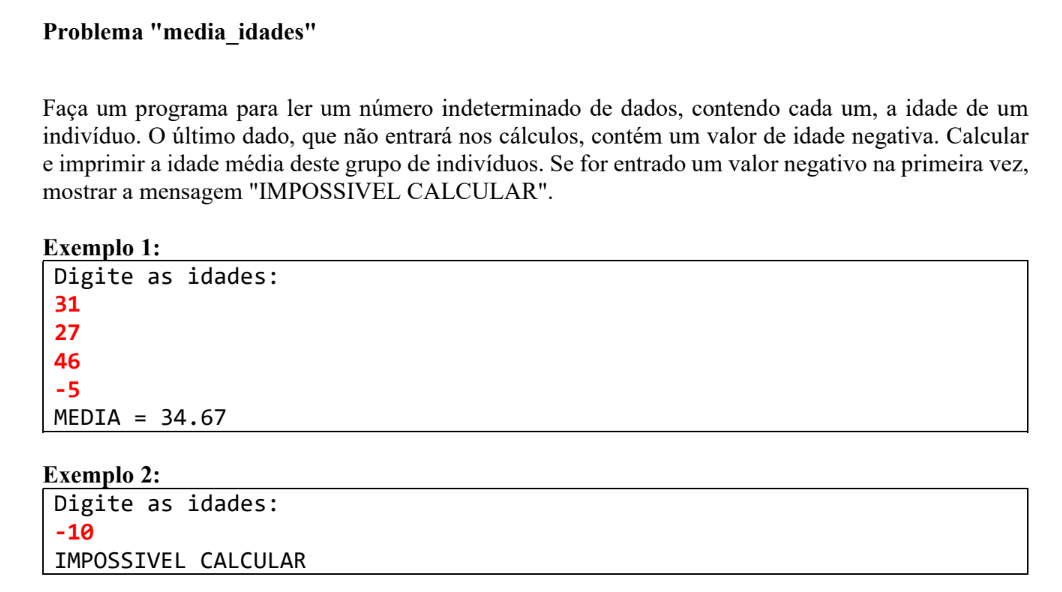 Problema "media_idades"
Faça um programa para ler um número indeterminado de dados, contendo cada um, a idade de um
indivíduo. O último dado, que não entrará nos cálculos, contém um valor de idade negativa. Calcular
e imprimir a idade média deste grupo de indivíduos. Se for entrado um valor negativo na primeira vez,
mostrar a mensagem "IMPOSSIVEL CALCULAR".
Exemplo 1:
Digite as idades:
31
27
46
-5
MEDIA = 34.67
Exemplo 2:
Digite as idades:
-10
IMPOSSIVEL CALCULAR